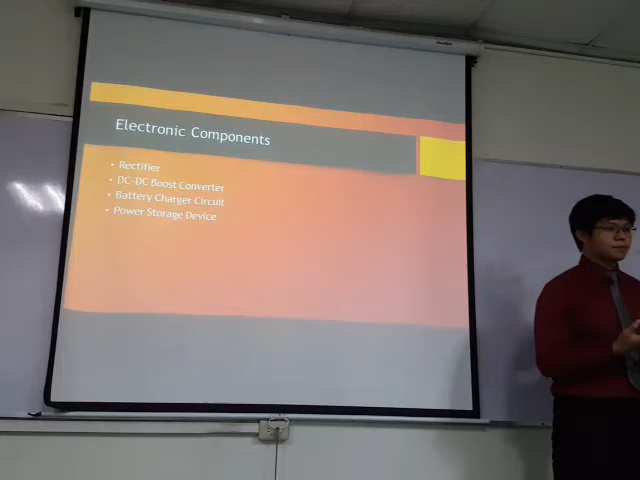 Electronic Components
• Rectifier
• DC-DC Boost Converter
• Battery Charger Circuit
• Power Storage Device